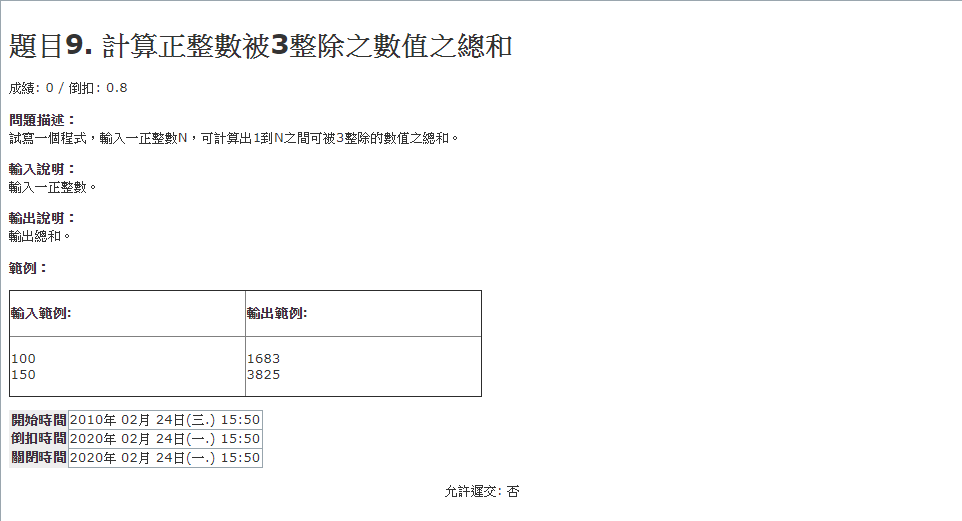 題目9. 計算正整數被3整除之數值之總和
成績: 0 / 倒扣: 0.8
問題描述：
試寫一個程式，輸入一正整數N，可計算出1到N之間可被3整除的數值之總和。
輸入說明：
輸入一正整數。
輸出說明：
輸出總和。
範例：
輸入範例: 輸出範例:
100 1683
150 3825
開始時間 2010年 02月 24日(三.) 15:50
倒扣時間 2020年 02月 24日(一.) 15:50
關閉時間 2020年 02月 24日(一.) 15:50
允許遲交: 否